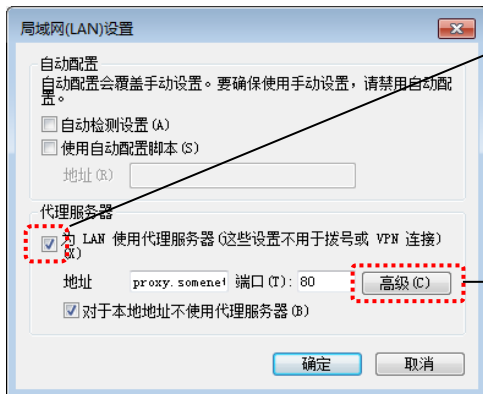 局域网(LAN)设置
自动配置
自动配置会覆盖手动设置。要确保使用手动设置，请禁用自动配
置。
自动检测设置(A)
使用自动配置脚本(S)
地址(R)
代理服务器
为 LAN 使用代理服务器(这些设置不用于拨号或 VPN 连接)
(X)
地址 proxy.somenet 端口(T): 80 高级(C)
对于本地地址不使用代理服务器(B)
确定 取消